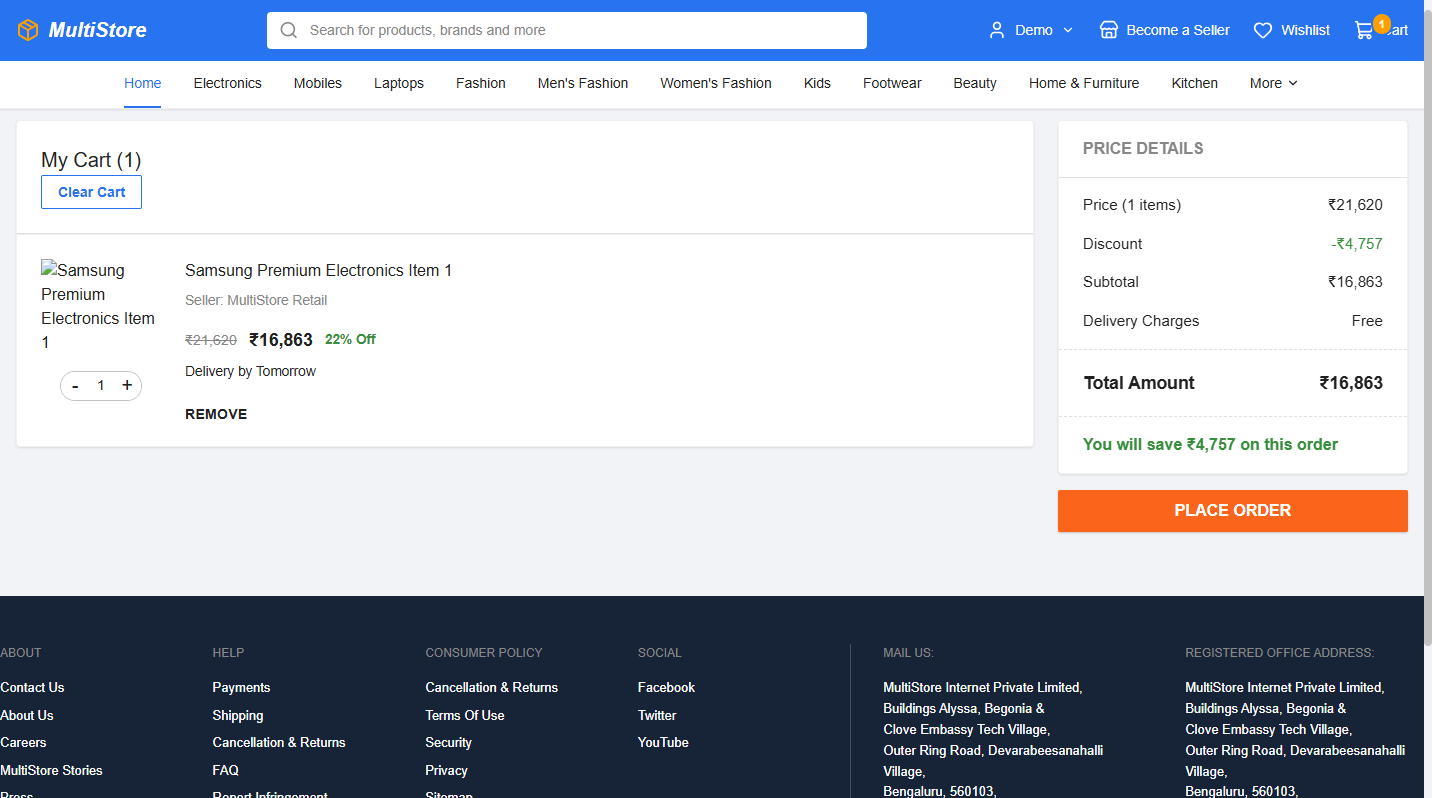 MultiStore
Search for products, brands and more
Demo
Become a Seller
Wishlist
1
art
Home Electronics Mobiles Laptops Fashion Men's Fashion Women's Fashion Kids Footwear Beauty Home & Furniture Kitchen More
My Cart (1)
Clear Cart
Samsung
Premium
Electronics Item
1
- 1 +
Samsung Premium Electronics Item 1
Seller: MultiStore Retail
₹21,620 ₹16,863 22% Off
Delivery by Tomorrow
REMOVE
PRICE DETAILS
Price (1 items) ₹21,620
Discount -₹4,757
Subtotal ₹16,863
Delivery Charges Free
Total Amount ₹16,863
You will save ₹4,757 on this order
PLACE ORDER
ABOUT
Contact Us
About Us
Careers
MultiStore Stories
Press
HELP
Payments
Shipping
Cancellation & Returns
FAQ
Report Infringement
CONSUMER POLICY
Cancellation & Returns
Terms Of Use
Security
Privacy
Sitemap
SOCIAL
Facebook
Twitter
YouTube
MAIL US:
MultiStore Internet Private Limited,
Buildings Alyssa, Begonia &
Clove Embassy Tech Village,
Outer Ring Road, Devarabeesanahalli
Village,
Bengaluru, 560103,
REGISTERED OFFICE ADDRESS:
MultiStore Internet Private Limited,
Buildings Alyssa, Begonia &
Clove Embassy Tech Village,
Outer Ring Road, Devarabeesanahalli
Village,
Bengaluru, 560103,